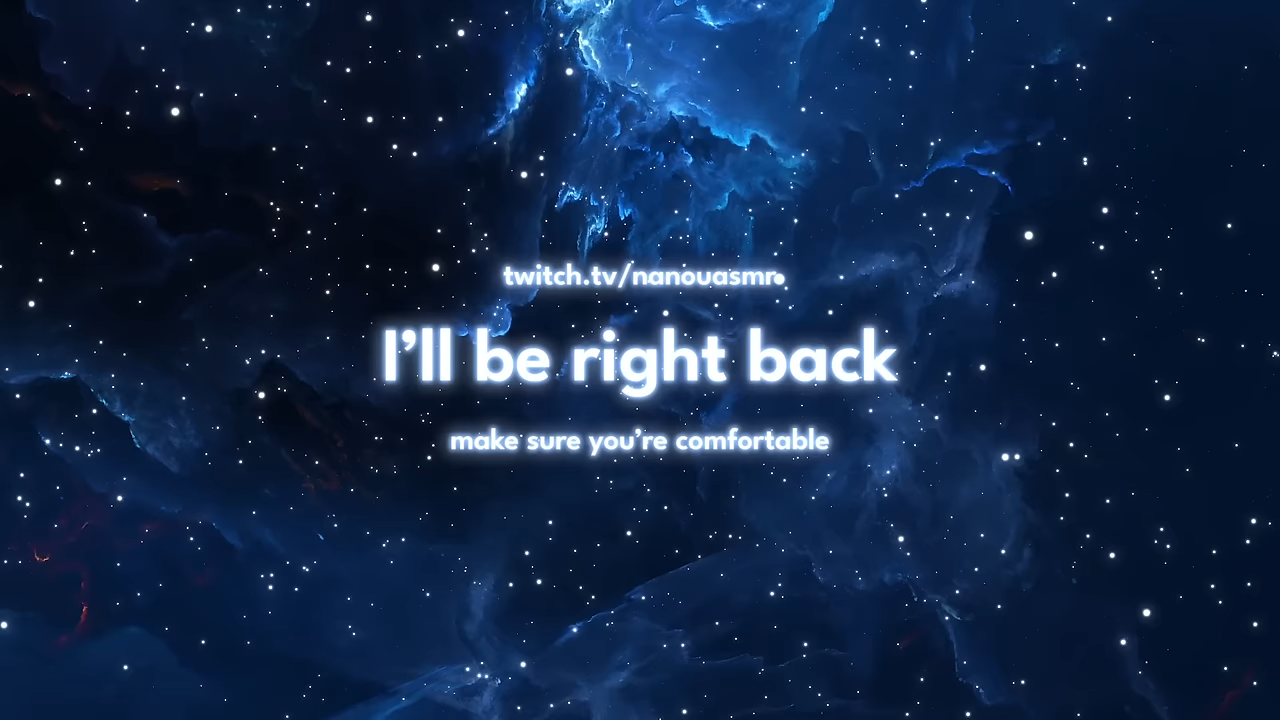 twitch.tv/nanouasmr
I’ll be right back
make sure you’re comfortable